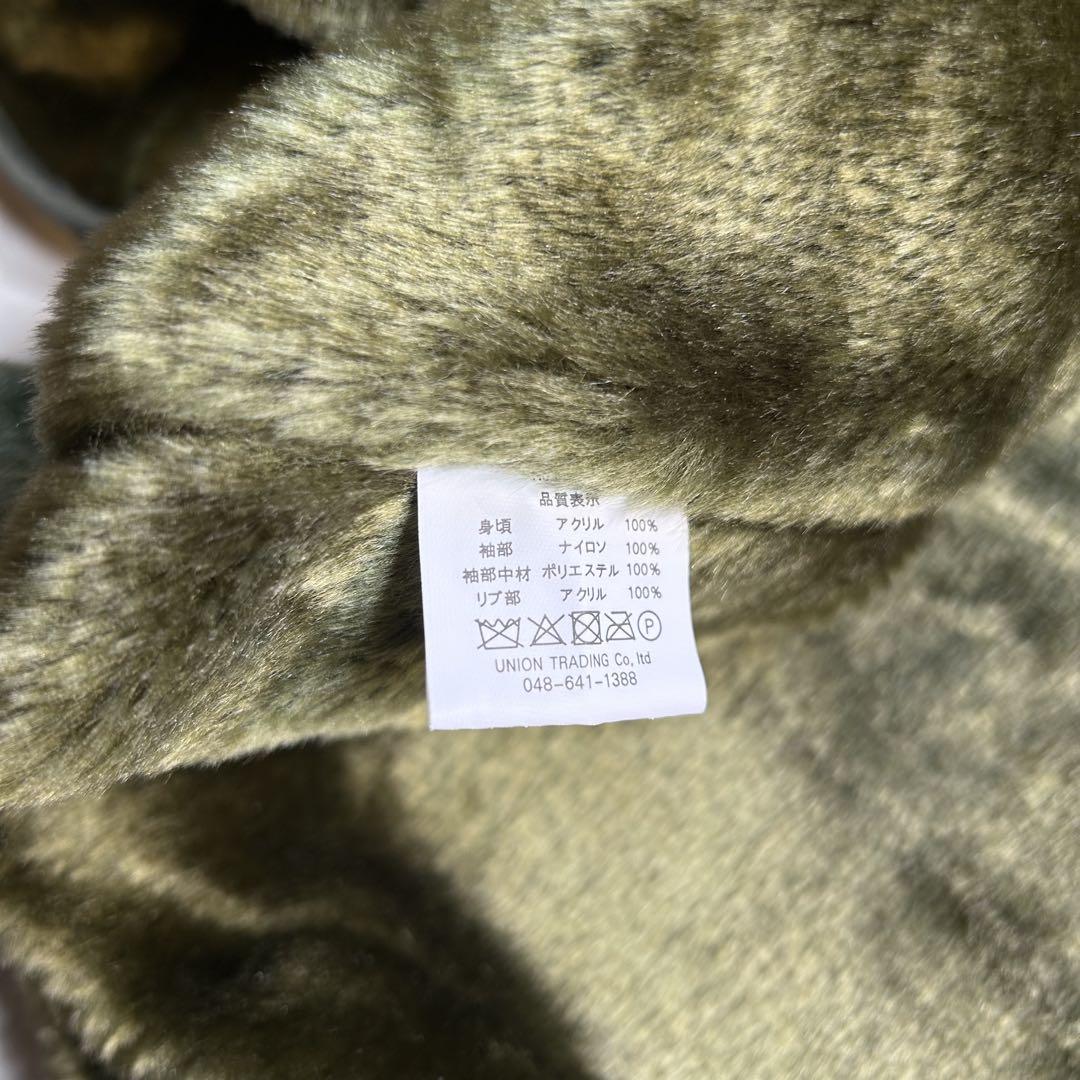 品質表示
身頃 アクリル 100%
袖部 ナイロン 100%
袖部中材 ポリエステル 100%
リブ部 アクリル 100%
P
UNION TRADING Co, ltd
048-641-1388